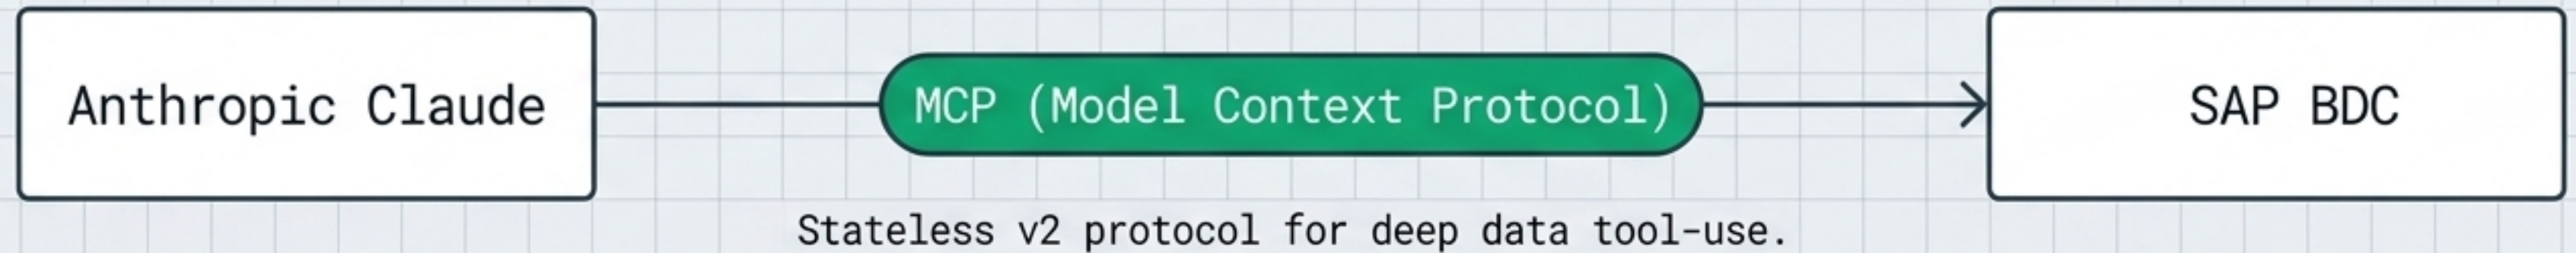 Anthropic Claude
MCP (Model Context Protocol)
SAP BDC
Stateless v2 protocol for deep data tool-use.